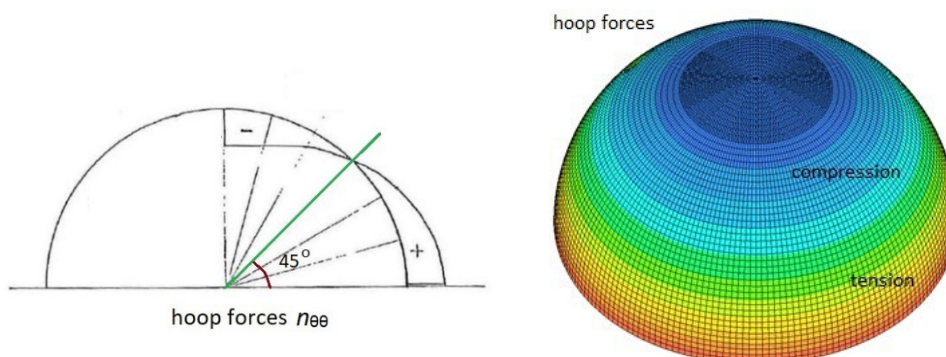 hoop forces
-
45°
+
hoop forces nθθ
compression
tension